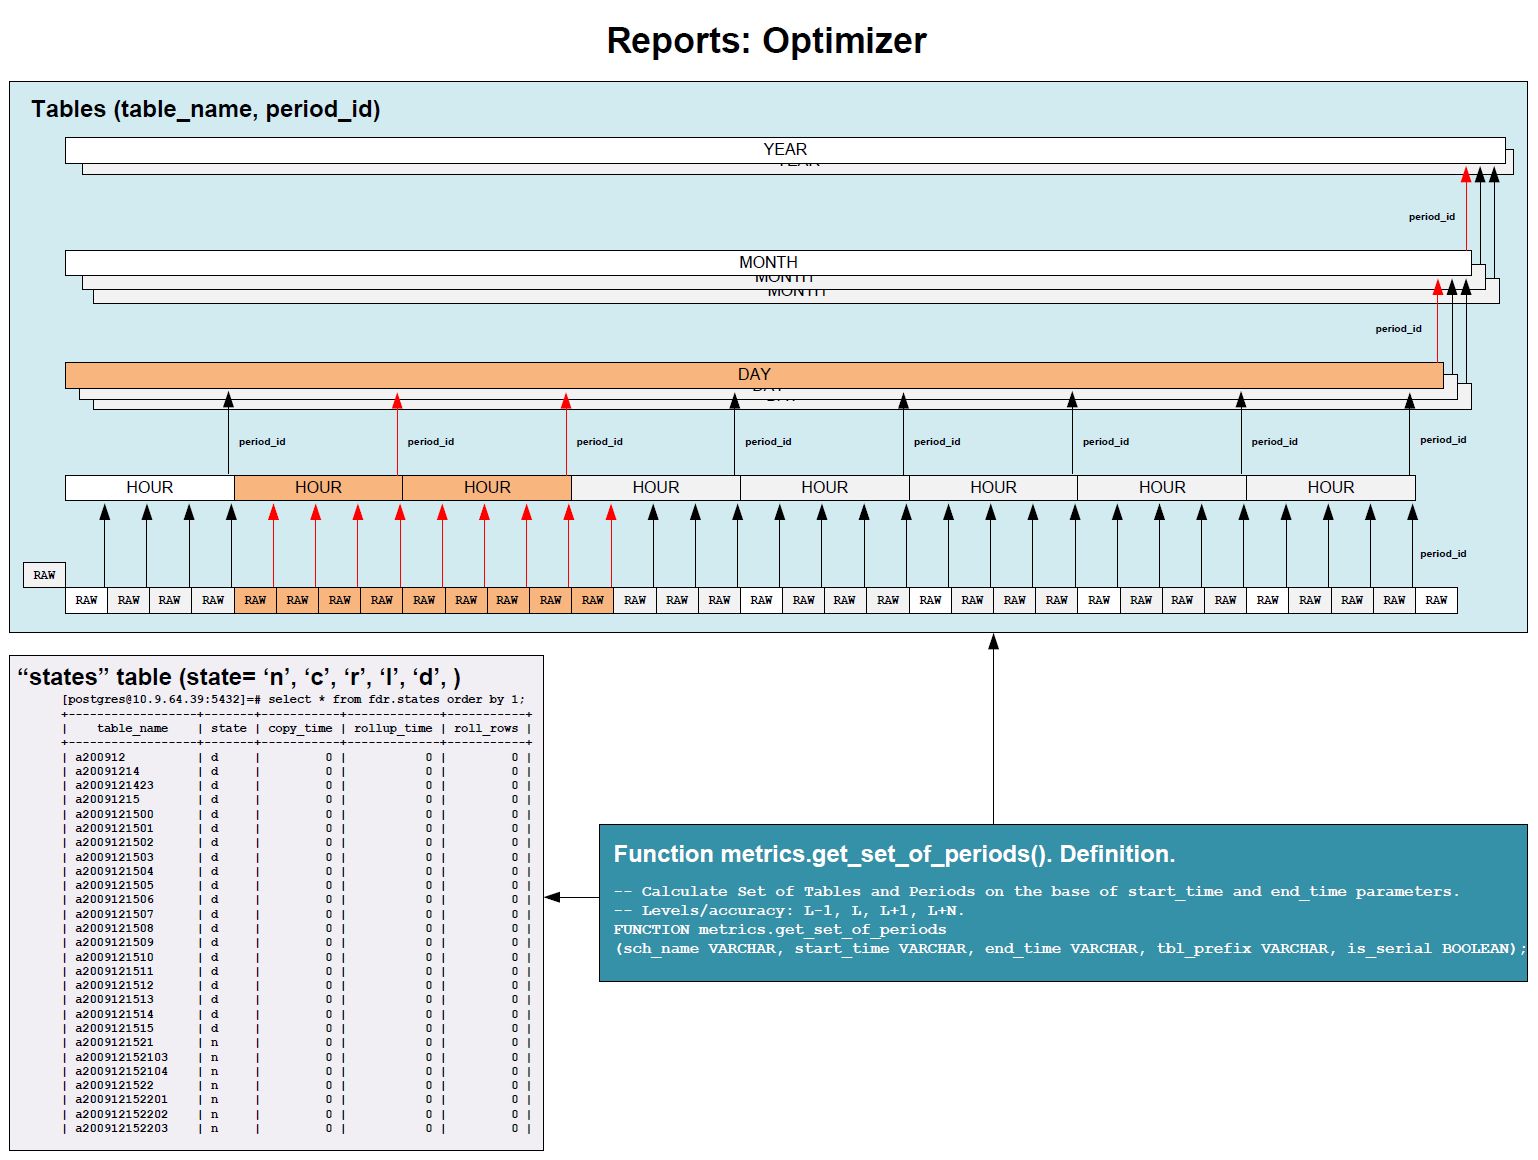 Reports: Optimizer
Tables (table_name, period_id)
YEAR
YEAR
period_id
MONTH
MONTH
MONTH
period_id
DAY
DAY
DAY
period_id period_id period_id period_id period_id period_id period_id period_id
HOUR HOUR HOUR HOUR HOUR HOUR HOUR HOUR
period_id
RAW
RAW RAW RAW RAW RAW RAW RAW RAW RAW RAW RAW RAW RAW RAW RAW RAW RAW RAW RAW RAW RAW RAW RAW RAW RAW RAW RAW RAW RAW RAW RAW RAW RAW
“states” table (state= ‘n’, ‘c’, ‘r’, ‘l’, ‘d’, )
[postgres@10.9.64.39:5432]=# select * from fdr.states order by 1;
+------------------+-------+-----------+-------------+-----------+
|    table_name    | state | copy_time | rollup_time | roll_rows |
+------------------+-------+-----------+-------------+-----------+
| a200912          | d     |         0 |           0 |         0 |
| a20091214        | d     |         0 |           0 |         0 |
| a2009121423      | d     |         0 |           0 |         0 |
| a20091215        | d     |         0 |           0 |         0 |
| a2009121500      | d     |         0 |           0 |         0 |
| a2009121501      | d     |         0 |           0 |         0 |
| a2009121502      | d     |         0 |           0 |         0 |
| a2009121503      | d     |         0 |           0 |         0 |
| a2009121504      | d     |         0 |           0 |         0 |
| a2009121505      | d     |         0 |           0 |         0 |
| a2009121506      | d     |         0 |           0 |         0 |
| a2009121507      | d     |         0 |           0 |         0 |
| a2009121508      | d     |         0 |           0 |         0 |
| a2009121509      | d     |         0 |           0 |         0 |
| a2009121510      | d     |         0 |           0 |         0 |
| a2009121511      | d     |         0 |           0 |         0 |
| a2009121512      | d     |         0 |           0 |         0 |
| a2009121513      | d     |         0 |           0 |         0 |
| a2009121514      | d     |         0 |           0 |         0 |
| a2009121515      | d     |         0 |           0 |         0 |
| a2009121521      | n     |         0 |           0 |         0 |
| a200912152103    | n     |         0 |           0 |         0 |
| a200912152104    | n     |         0 |           0 |         0 |
| a2009121522      | n     |         0 |           0 |         0 |
| a200912152201    | n     |         0 |           0 |         0 |
| a200912152202    | n     |         0 |           0 |         0 |
| a200912152203    | n     |         0 |           0 |         0 |
Function metrics.get_set_of_periods(). Definition.
-- Calculate Set of Tables and Periods on the base of start_time and end_time parameters.
-- Levels/accuracy: L-1, L, L+1, L+N.
FUNCTION metrics.get_set_of_periods
(sch_name VARCHAR, start_time VARCHAR, end_time VARCHAR, tbl_prefix VARCHAR, is_serial BOOLEAN);